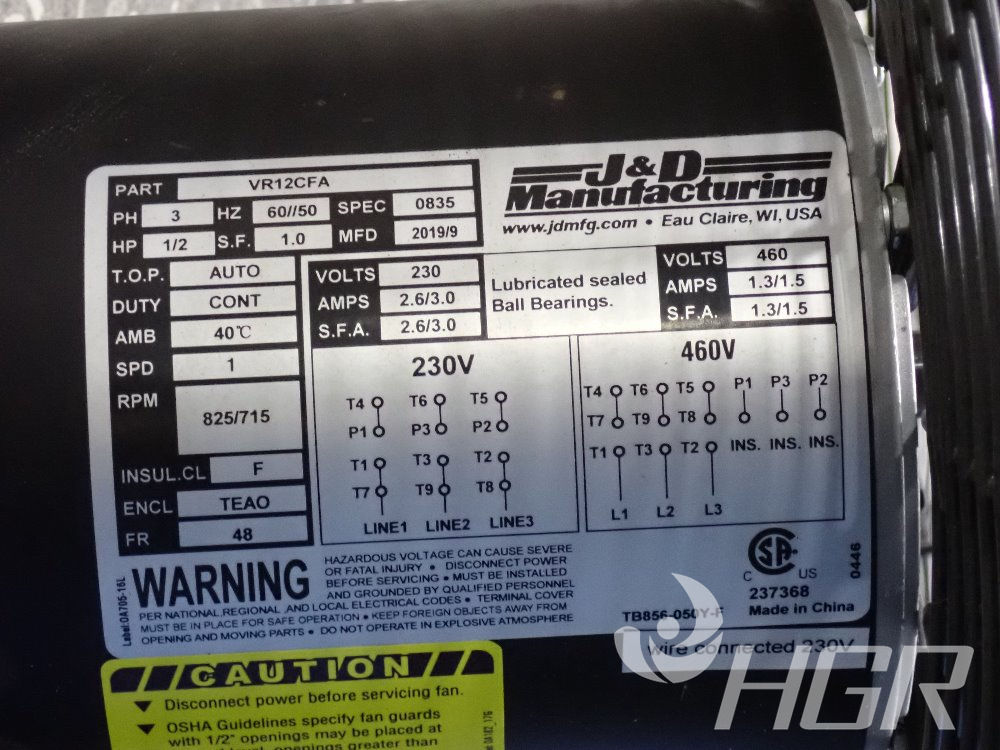 J&D
Manufacturing
www.jdmfg.com • Eau Claire, WI, USA
PART VR12CFA
PH 3 HZ 60//50 SPEC 0835
HP 1/2 S.F. 1.0 MFD 2019/9
T.O.P. AUTO
DUTY CONT
AMB 40℃
SPD 1
RPM 825/715
INSUL.CL F
ENCL TEAO
FR 48
VOLTS 230
AMPS 2.6/3.0
S.F.A. 2.6/3.0
Lubricated sealed
Ball Bearings.
VOLTS 460
AMPS 1.3/1.5
S.F.A. 1.3/1.5
230V
T4 T6 T5
P1 P3 P2
T1 T3 T2
T7 T9 T8
LINE1 LINE2 LINE3
460V
T4 T6 T5 P1 P3 P2
T7 T9 T8
T1 T3 T2 INS. INS. INS.
L1 L2 L3
WARNING
HAZARDOUS VOLTAGE CAN CAUSE SEVERE
OR FATAL INJURY • DISCONNECT POWER
BEFORE SERVICING • MUST BE INSTALLED
AND GROUNDED BY QUALIFIED PERSONNEL
PER NATIONAL,REGIONAL ,AND LOCAL ELECTRICAL CODES • TERMINAL COVER
MUST BE IN PLACE FOR SAFE OPERATION • KEEP FOREIGN OBJECTS AWAY FROM
OPENING AND MOVING PARTS • DO NOT OPERATE IN EXPLOSIVE ATMOSPHERE
Label:OA705-16L
CSA
C US
237368
Made in China
0446
TB856-050Y-F
wire connected 230V
CAUTION
▼ Disconnect power before servicing fan.
▼ OSHA Guidelines specify fan guards
with 1/2" openings may be placed at
openings greater than
HGR